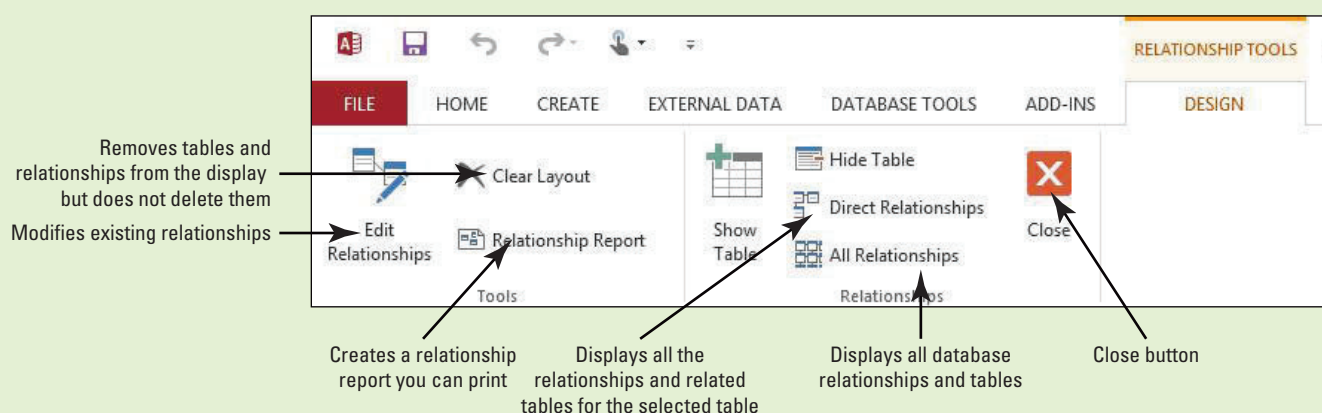 RELATIONSHIP TOOLS
FILE HOME CREATE EXTERNAL DATA DATABASE TOOLS ADD-INS DESIGN
Removes tables and
relationships from the display
but does not delete them
Modifies existing relationships
Edit
Relationships
Clear Layout
Relationship Report
Tools
Show
Table
Hide Table
Direct Relationships
All Relationships
Relationships
Close
Creates a relationship
report you can print
Displays all the
relationships and related
tables for the selected table
Displays all database
relationships and tables
Close button